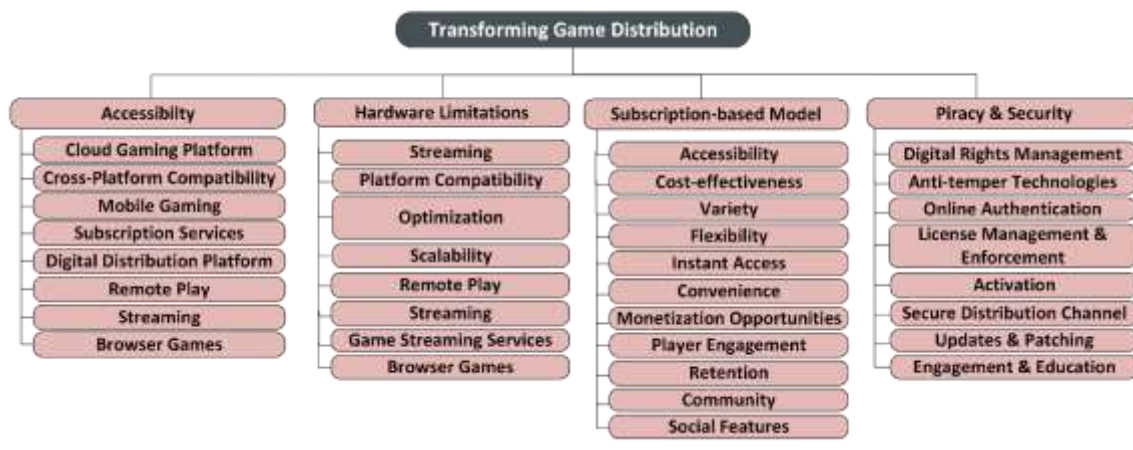 Transforming Game Distribution
Accessibilty
Cloud Gaming Platform
Cross-Platform Compatibility
Mobile Gaming
Subscription Services
Digital Distribution Platform
Remote Play
Streaming
Browser Games
Hardware Limitations
Streaming
Platform Compatibility
Optimization
Scalability
Remote Play
Streaming
Game Streaming Services
Browser Games
Subscription-based Model
Accessibility
Cost-effectiveness
Variety
Flexibility
Instant Access
Convenience
Monetization Opportunities
Player Engagement
Retention
Community
Social Features
Piracy & Security
Digital Rights Management
Anti-temper Technologies
Online Authentication
License Management &
Enforcement
Activation
Secure Distribution Channel
Updates & Patching
Engagement & Education